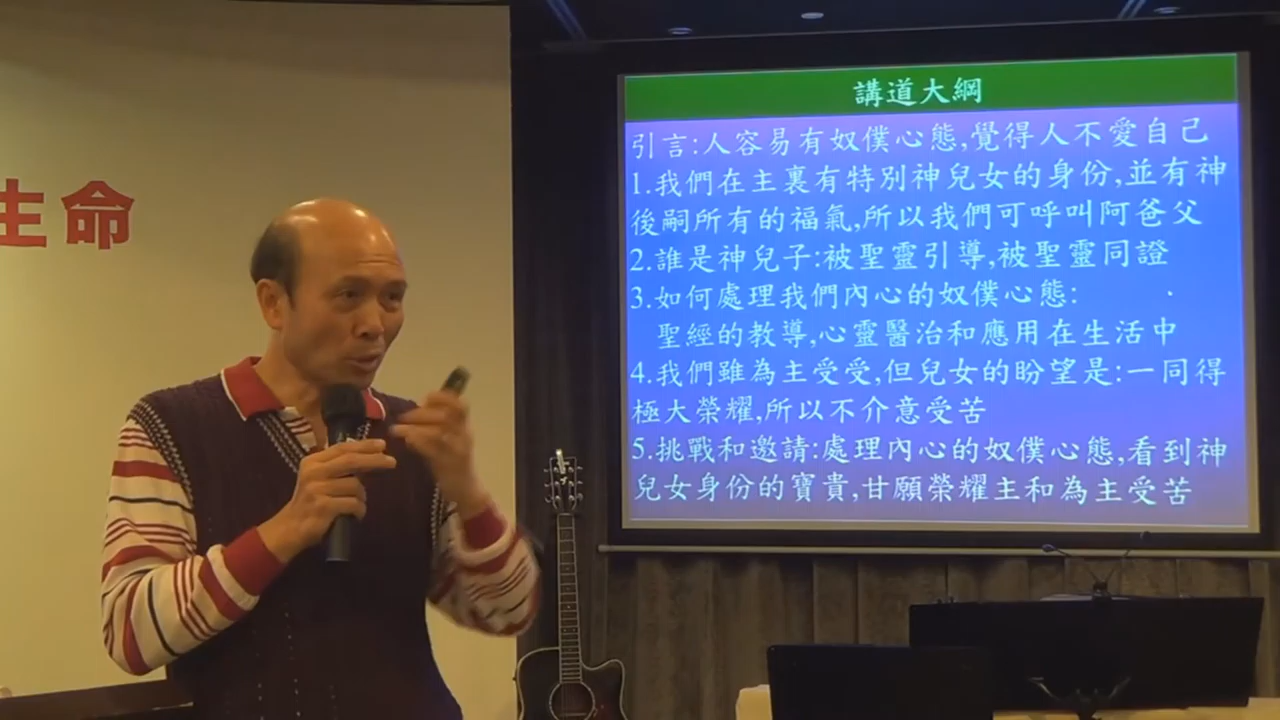 生命
講道大綱
引言:人容易有奴僕心態,覺得人不愛自己
1.我們在主裏有特別神兒女的身份,並有神
後嗣所有的福氣,所以我們可呼叫阿爸父
2.誰是神兒子:被聖靈引導,被聖靈同證
3.如何處理我們內心的奴僕心態:
聖經的教導,心靈醫治和應用在生活中
4.我們雖為主受受,但兒女的盼望是:一同得
極大榮耀,所以不介意受苦
5.挑戰和邀請:處理內心的奴僕心態,看到神
兒女身份的寶貴,甘願榮耀主和為主受苦